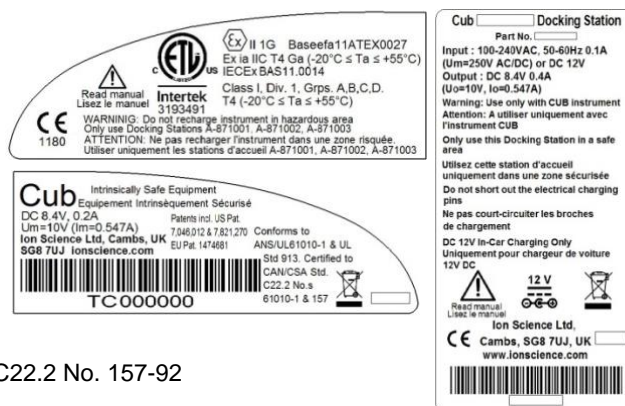 Ex II 1G Baseefa11ATEX0027
Ex ia IIC T4 Ga (-20°C ≤ Ta ≤ +55°C)
IECEx BAS11.0014
ETL
C US
Intertek
3193491
Class I, Div. 1, Grps. A,B,C,D.
T4 (-20°C ≤ Ta ≤ +55°C)
Read manual
Lisez le manuel
CE
1180
WARNINIG: Do not recharge instrument in hazardous area
Only use Docking Stations A-871001, A-871002, A-871003
ATTENTION: Ne pas recharger l'instrument dans une zone risquée.
Utiliser uniquement les stations d'accueil A-871001, A-871002, A-871003
Cub Intrinsically Safe Equipment
Equipement Intrinsèquement Sécurisé
DC 8.4V, 0.2A
Um=10V (Im=0.547A)
Ion Science Ltd, Cambs, UK
SG8 7UJ ionscience.com
Patents incl. US Pat.
7,046,012 & 7,821,270
EU Pat. 1474681
Conforms to
ANS/UL61010-1 & UL
Std 913. Certified to
CAN/CSA Std.
C22.2 No.s
61010-1 & 157
TC000000
Cub Docking Station
Part No.
Input : 100-240VAC, 50-60Hz 0.1A
(Um=250V AC/DC) or DC 12V
Output : DC 8.4V 0.4A
(Uo=10V, Io=0.547A)
Warning: Use only with CUB instrument
Attention: A utiliser uniquement avec
l'instrument CUB
Only use this Docking Station in a safe
area
Utilsez cette station d'accueil
uniquement dans une zone sécurisée
Do not short out the electrical charging
pins
Ne pas court-circuiter les broches
de chargement
DC 12V In-Car Charging Only
Uniquement pour chargeur de voiture
12V DC
12 V
Read manual
Lisez le manuel
Ion Science Ltd,
CE Cambs, SG8 7UJ, UK
www.ionscience.com
C22.2 No. 157-92